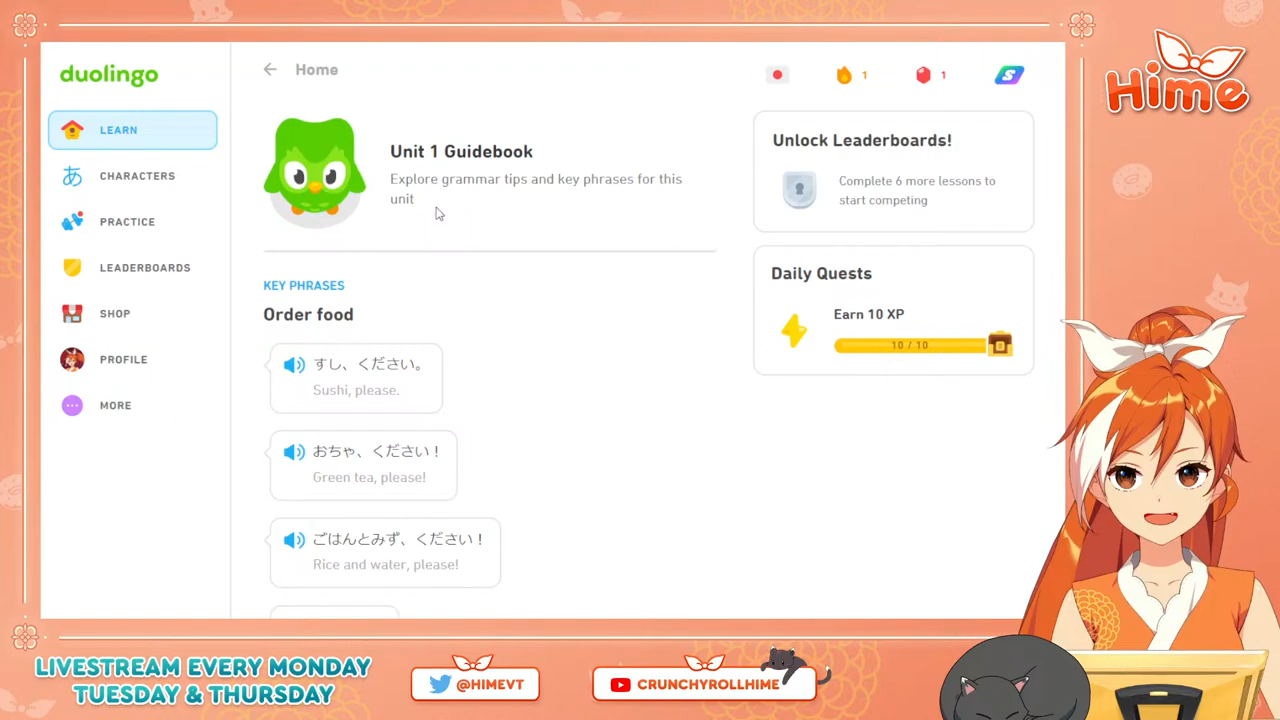 duolingo
LEARN
CHARACTERS
PRACTICE
LEADERBOARDS
SHOP
PROFILE
MORE
Home
1
1
S
Unit 1 Guidebook
Explore grammar tips and key phrases for this
unit
KEY PHRASES
Order food
すし、ください。
Sushi, please.
おちゃ、ください！
Green tea, please!
ごはんとみず、ください！
Rice and water, please!
Unlock Leaderboards!
Complete 6 more lessons to
start competing
Daily Quests
Earn 10 XP
10 / 10
Hime
LIVESTREAM EVERY MONDAY
TUESDAY & THURSDAY
@HIMEVT
CRUNCHYROLLHIME